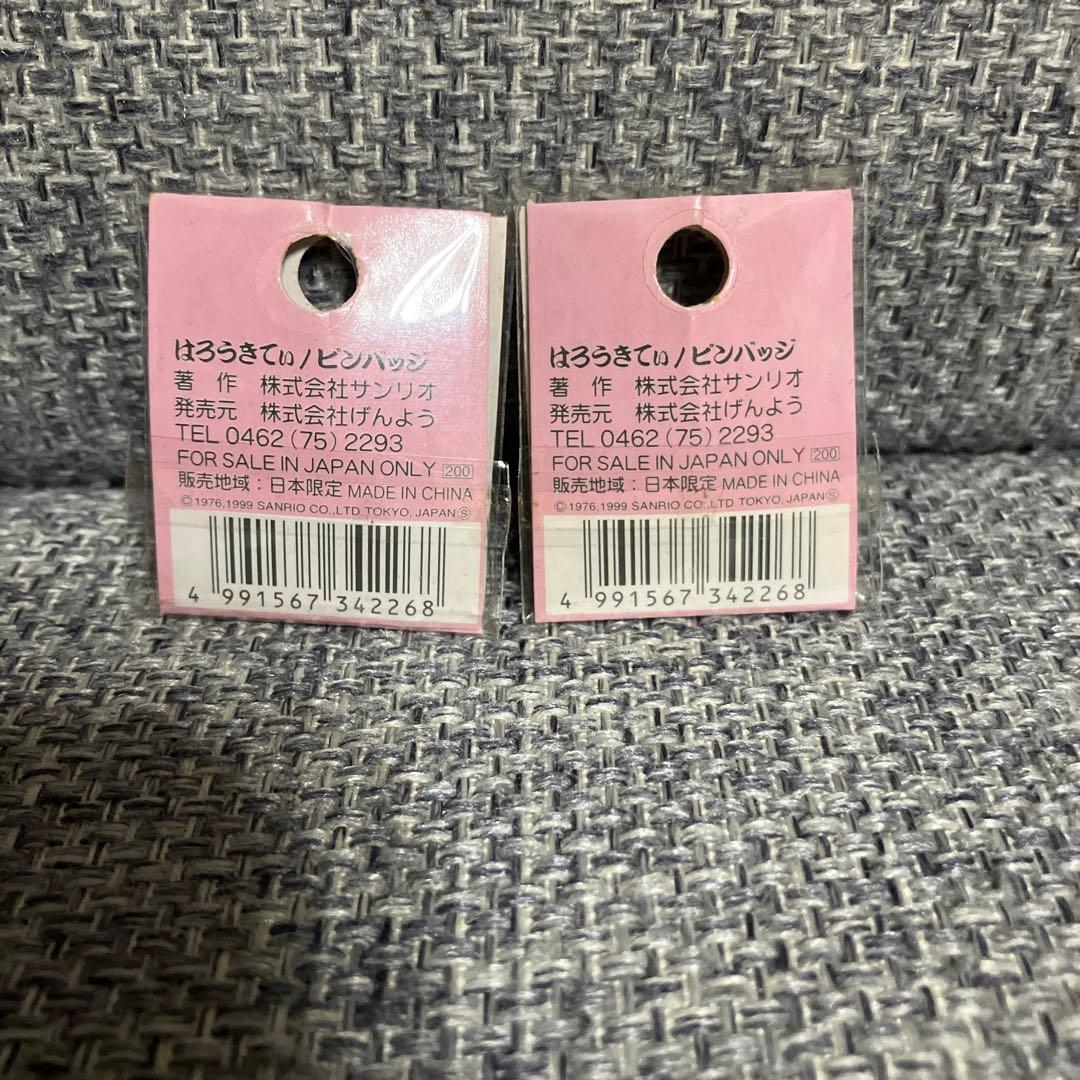 はろうきてぃ/ピンバッジ
著 作 株式会社サンリオ
発売元 株式会社げんよう
TEL 0462(75)2293
FOR SALE IN JAPAN ONLY 200
販売地域:日本限定 MADE IN CHINA
©1976,1999 SANRIO CO.,LTD. TOKYO, JAPAN Ⓢ
4 991567 342268
はろうきてぃ/ピンバッジ
著 作 株式会社サンリオ
発売元 株式会社げんよう
TEL 0462(75)2293
FOR SALE IN JAPAN ONLY 200
販売地域:日本限定 MADE IN CHINA
©1976,1999 SANRIO CO.,LTD. TOKYO, JAPAN Ⓢ
4 991567 342268